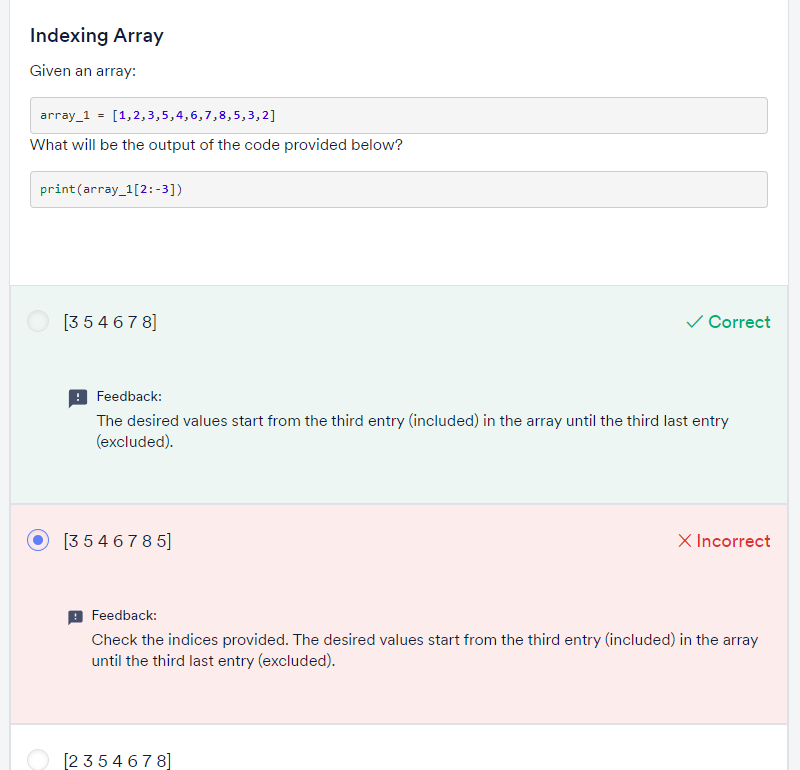 Indexing Array
Given an array:
array_1 = [1,2,3,5,4,6,7,8,5,3,2]
What will be the output of the code provided below?
print(array_1[2:-3])
[3 5 4 6 7 8]
Correct
Feedback:
The desired values start from the third entry (included) in the array until the third last entry
(excluded).
[3 5 4 6 7 8 5]
Incorrect
Feedback:
Check the indices provided. The desired values start from the third entry (included) in the array
until the third last entry (excluded).
[2 3 5 4 6 7 8]